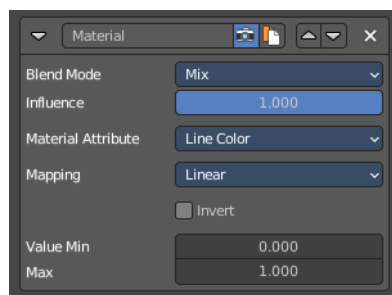 Material
Blend Mode Mix
Influence 1.000
Material Attribute Line Color
Mapping Linear
Invert
Value Min 0.000
Max 1.000